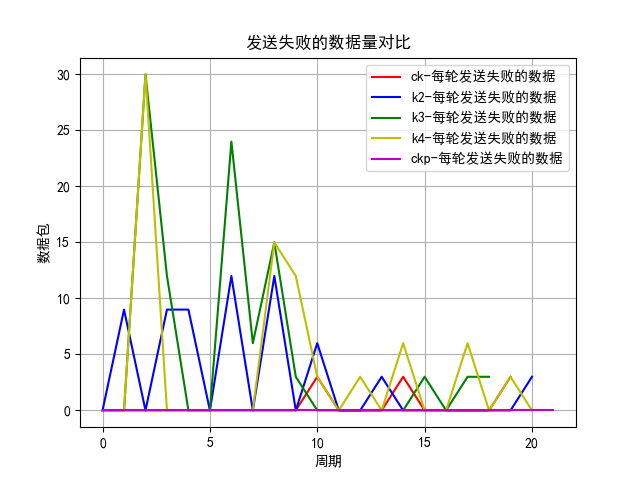 发送失败的数据量对比
ck-每轮发送失败的数据
k2-每轮发送失败的数据
k3-每轮发送失败的数据
k4-每轮发送失败的数据
ckp-每轮发送失败的数据
数据包
30
25
20
15
10
5
0
0 5 10 15 20
周期